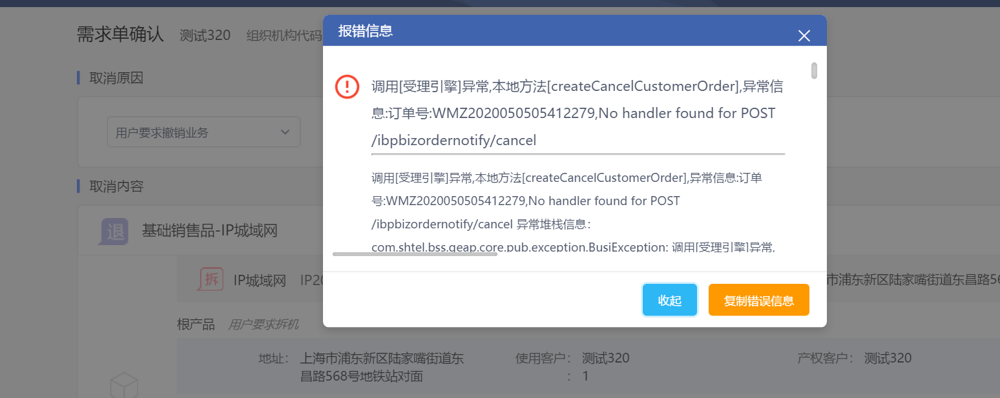 需求单确认 测试320 组织机构代码
报错信息
取消原因
用户要求撤销业务
调用[受理引擎]异常,本地方法[createCancelCustomerOrder],异常信
息:订单号:WMZ2020050505412279,No handler found for POST
/ibpbizordernotify/cancel
调用[受理引擎]异常,本地方法[createCancelCustomerOrder],异常信息:订单
号:WMZ2020050505412279,No handler found for POST
/ibpbizordernotify/cancel 异常堆栈信息:
com.shtel.bss.geap.core.pub.exception.BusiException: 调用[受理引擎]异常,
收起 复制错误信息
取消内容
退 基础销售品-IP城域网
拆 IP城域网 IP20 市浦东新区陆家嘴街道东昌路56
根产品 用户要求拆机
地址: 上海市浦东新区陆家嘴街道东 使用客户: 测试320 产权客户: 测试320
昌路568号地铁站对面 : 1